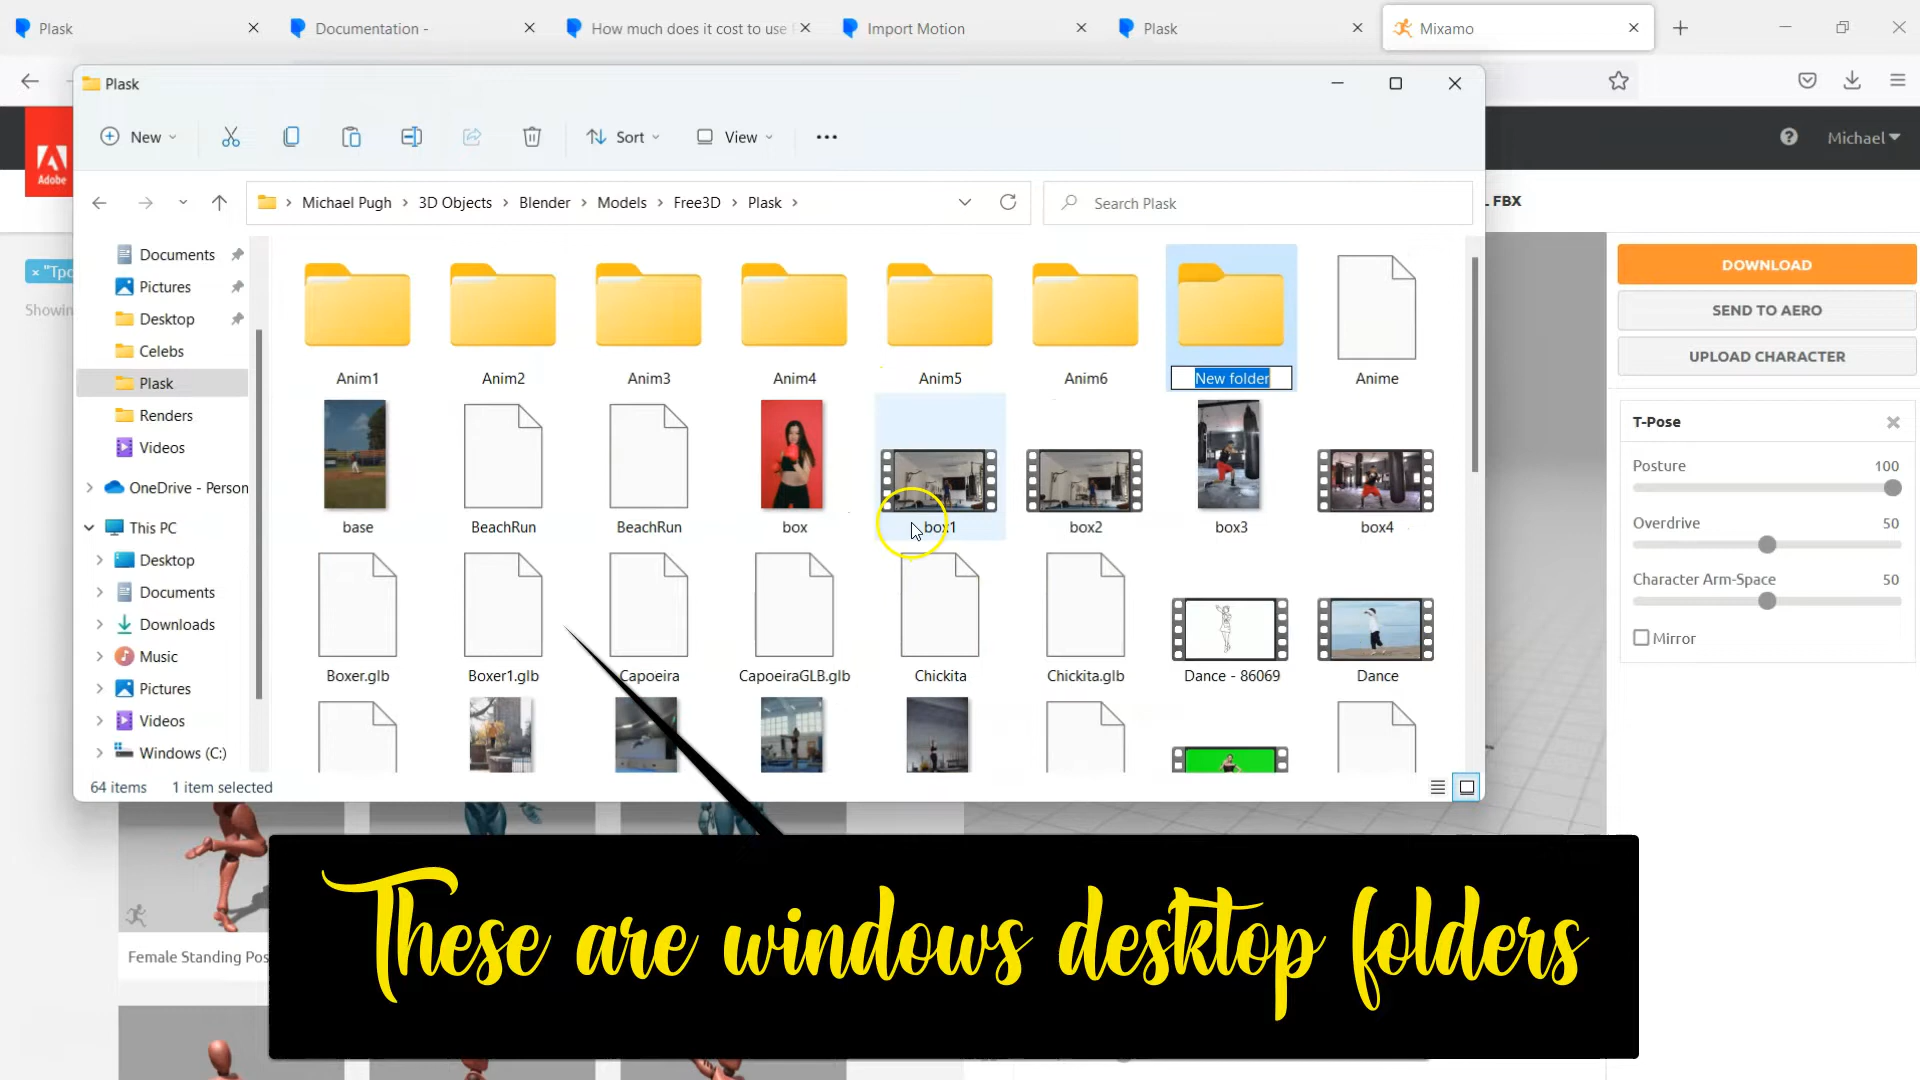 Plask
Documentation -
How much does it cost to use
Import Motion
Plask
Mixamo
Plask
New
Sort
View
Adobe
Michael
Michael Pugh
3D Objects
Blender
Models
Free3D
Plask
Search Plask
FBX
Documents
Pictures
Desktop
Celebs
Plask
Renders
Videos
OneDrive - Person
This PC
Desktop
Documents
Downloads
Music
Pictures
Videos
Windows (C:)
× "Tpo
Showin
Anim1
Anim2
Anim3
Anim4
Anim5
Anim6
New folder
Anime
base
BeachRun
BeachRun
box
box1
box2
box3
box4
Boxer.glb
Boxer1.glb
Capoeira
CapoeiraGLB.glb
Chickita
Chickita.glb
Dance - 86069
Dance
64 items
1 item selected
DOWNLOAD
SEND TO AERO
UPLOAD CHARACTER
T-Pose
Posture 100
Overdrive 50
Character Arm-Space 50
Mirror
Female Standing Pos
These are windows desktop folders